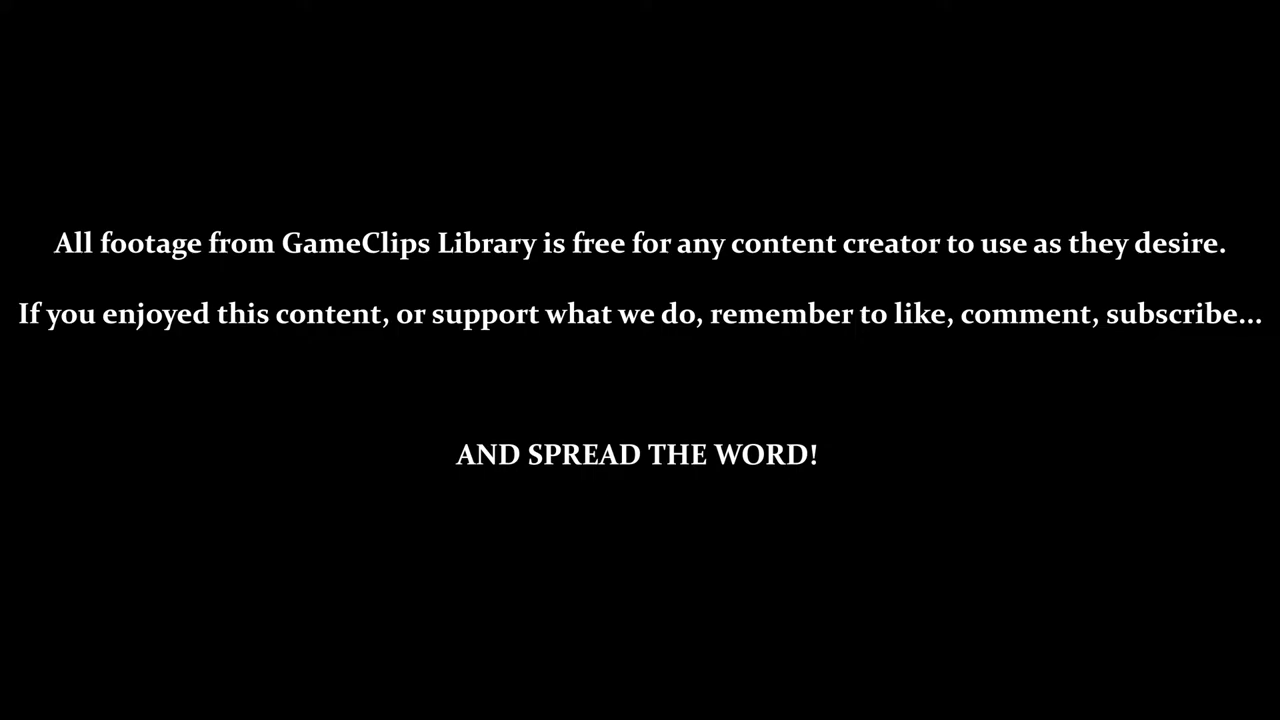 All footage from GameClips Library is free for any content creator to use as they desire.
If you enjoyed this content, or support what we do, remember to like, comment, subscribe...
AND SPREAD THE WORD!